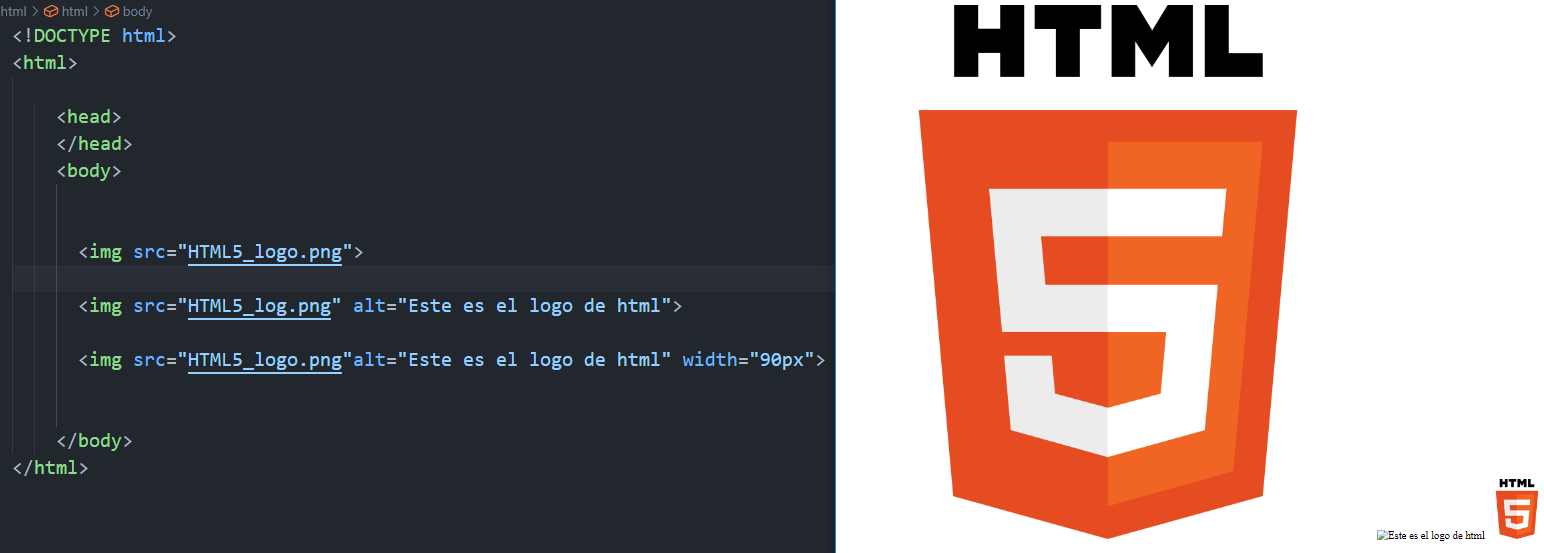 html > html > body
<!DOCTYPE html>
<html>
<head>
</head>
<body>
<img src="HTML5_logo.png">
<img src="HTML5_log.png" alt="Este es el logo de html">
<img src="HTML5_logo.png"alt="Este es el logo de html" width="90px">
</body>
</html>
HTML
5
Este es el logo de html
HTML
5